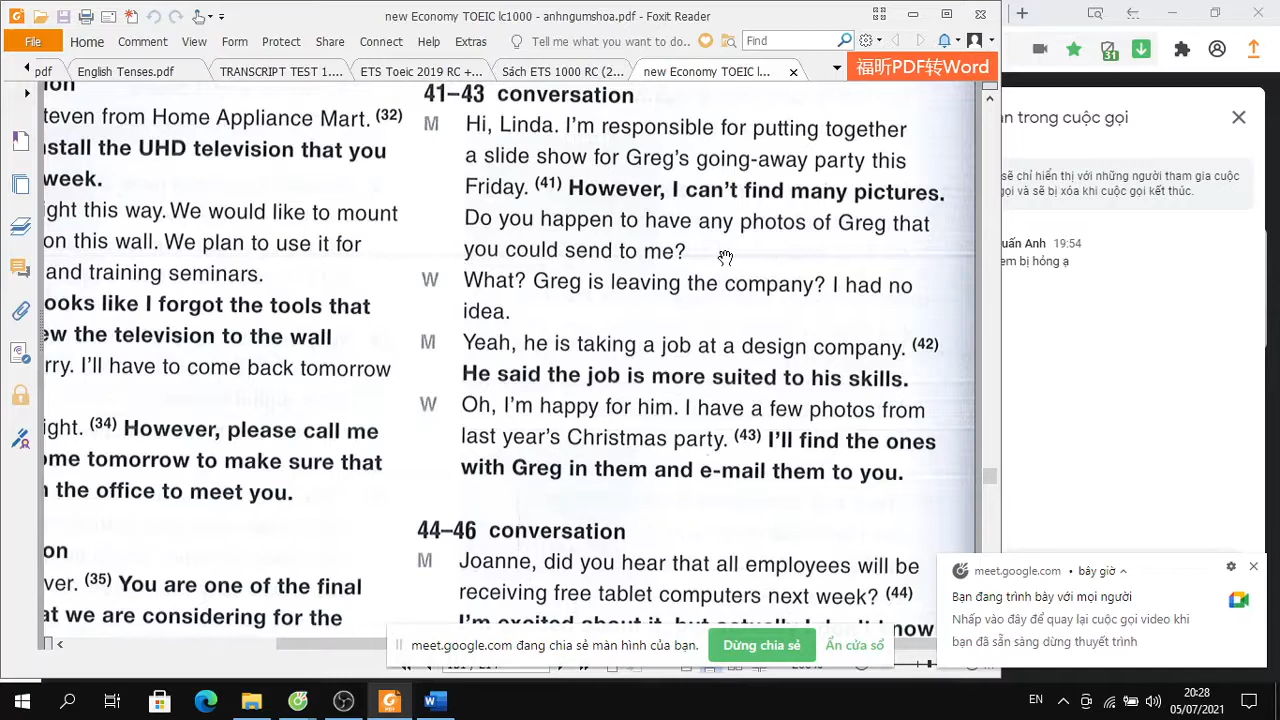 new Economy TOEIC lc1000 - anhngumshoa.pdf - Foxit Reader
File Home Comment View Form Protect Share Connect Help Extras Tell me what you want to do.. Find
pdf English Tenses.pdf TRANSCRIPT TEST 1.... ETS Toeic 2019 RC +... Sách ETS 1000 RC (2... new Economy TOEIC l...
福昕PDF转Word
teven from Home Appliance Mart. (32)
nstall the UHD television that you
week.
ight this way. We would like to mount
on this wall. We plan to use it for
and training seminars.
ooks like I forgot the tools that
ew the television to the wall
rry. I'll have to come back tomorrow
ight. (34) However, please call me
ome tomorrow to make sure that
n the office to meet you.
on
ver. (35) You are one of the final
at we are considering for the
41–43 conversation
M Hi, Linda. I'm responsible for putting together
a slide show for Greg's going-away party this
Friday. (41) However, I can't find many pictures.
Do you happen to have any photos of Greg that
you could send to me?
W What? Greg is leaving the company? I had no
idea.
M Yeah, he is taking a job at a design company. (42)
He said the job is more suited to his skills.
W Oh, I'm happy for him. I have a few photos from
last year's Christmas party. (43) I'll find the ones
with Greg in them and e-mail them to you.
44–46 conversation
M Joanne, did you hear that all employees will be
receiving free tablet computers next week? (44)
I'm excited about it, but actually I don't know
meet.google.com đang chia sẻ màn hình của bạn. Dừng chia sẻ Ẩn cửa sổ
31
n trong cuộc gọi
sẽ chỉ hiển thị với những người tham gia cuộc
gọi và sẽ bị xóa khi cuộc gọi kết thúc.
uấn Anh 19:54
em bị hỏng ạ
meet.google.com • bây giờ
Bạn đang trình bày với mọi người
Nhấp vào đây để quay lại cuộc gọi video khi
bạn đã sẵn sàng dừng thuyết trình
EN
20:28
05/07/2021